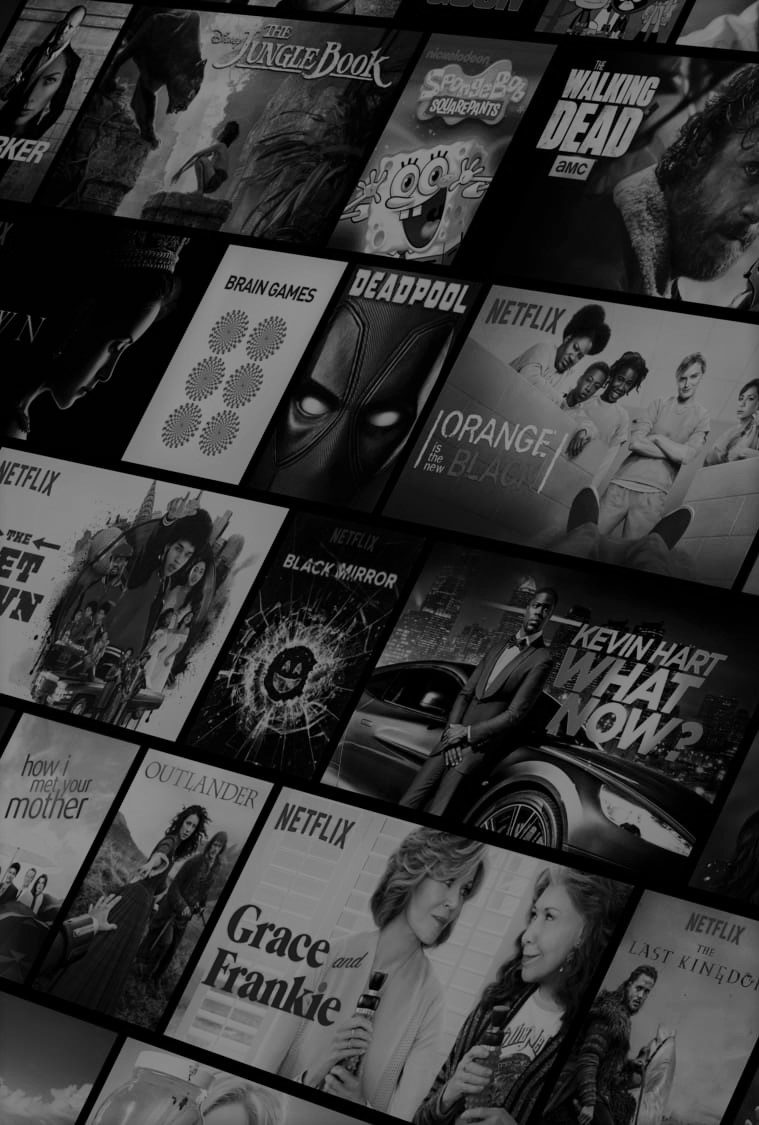 THE
Disney
JUNGLE BOOK
nickelodeon
SPONGEBOB
SQUAREPANTS
THE
WALKING
DEAD
amc
RKER
BRAIN GAMES
DEADPOOL
NETFLIX
ORANGE
is
the
new
BLACK
WN
NETFLIX
THE
ET
WN
NETFLIX
BLACK MIRROR
KEVIN HART
WHAT
NOW?
how i
met your
mother
OUTLANDER
NETFLIX
Grace
and
Frankie
NETFLIX
THE
LAST KINGDO